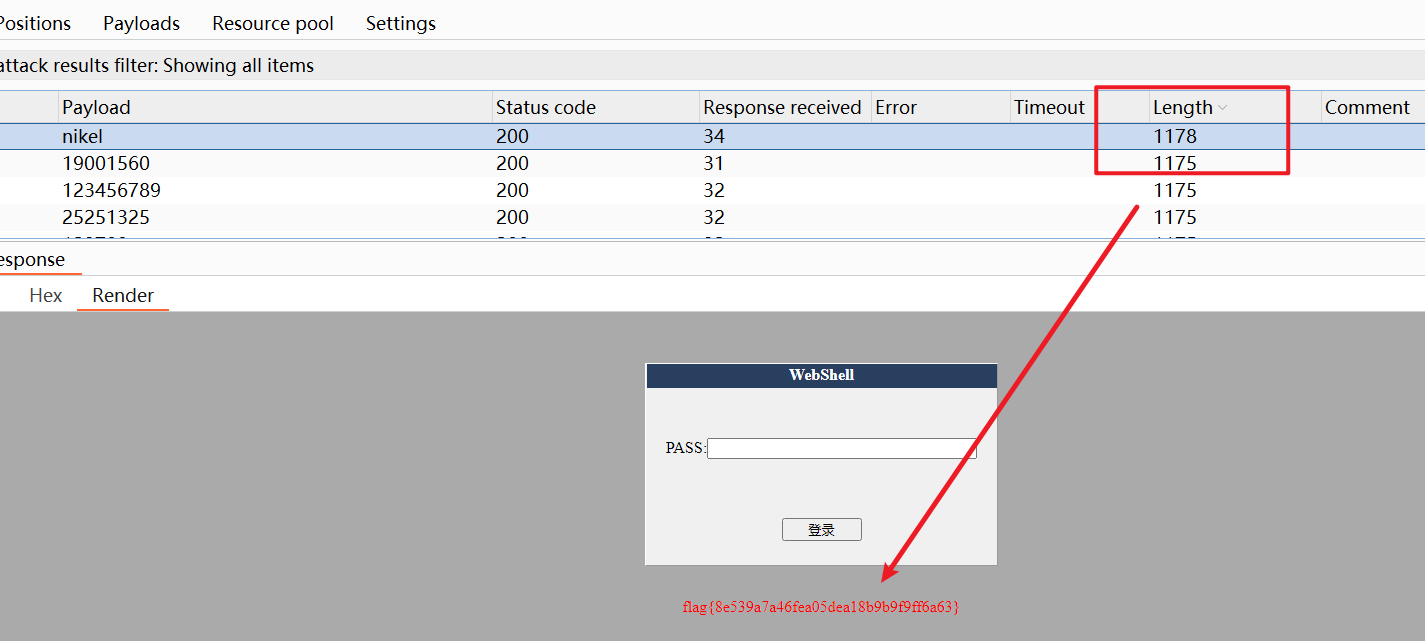 Positions Payloads Resource pool Settings
attack results filter: Showing all items
Payload Status code Response received Error Timeout Length Comment
nikel 200 34 1178
19001560 200 31 1175
123456789 200 32 1175
25251325 200 32 1175
esponse
Hex Render
WebShell
PASS:
登录
flag{8e539a7a46fea05dea18b9b9f9ff6a63}